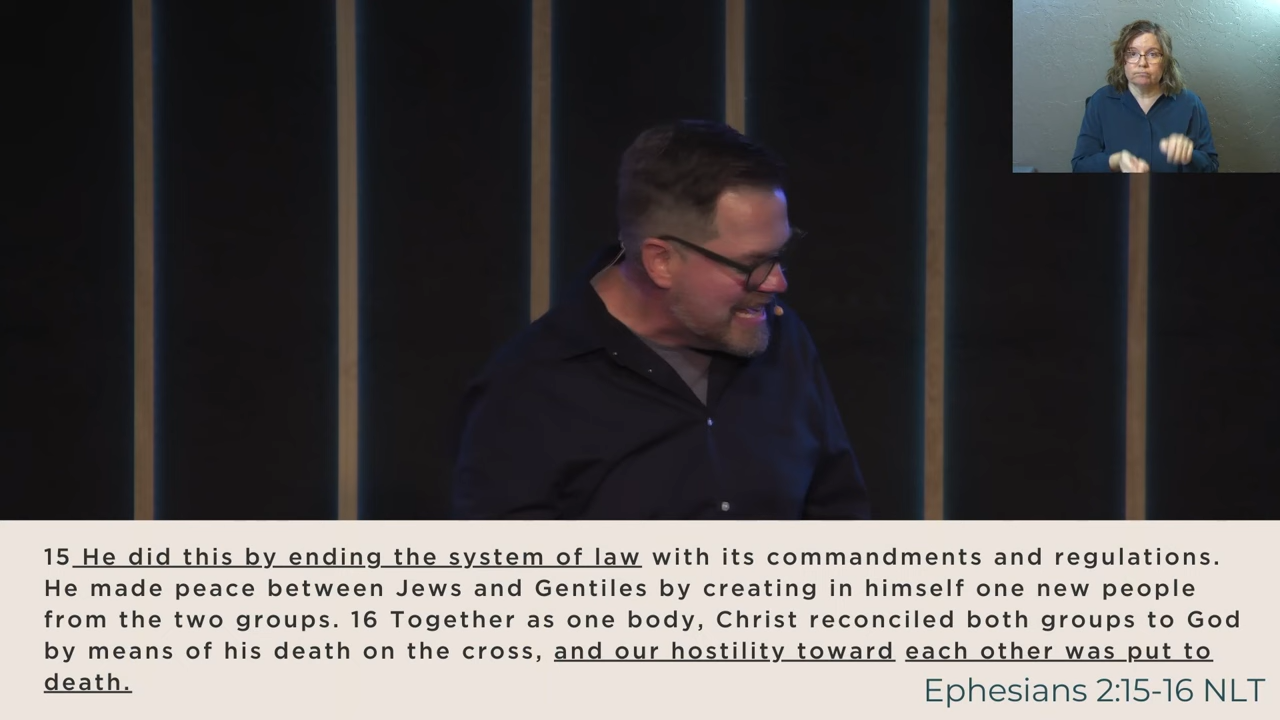 15 He did this by ending the system of law with its commandments and regulations.
He made peace between Jews and Gentiles by creating in himself one new people
from the two groups. 16 Together as one body, Christ reconciled both groups to God
by means of his death on the cross, and our hostility toward each other was put to
death.
Ephesians 2:15-16 NLT